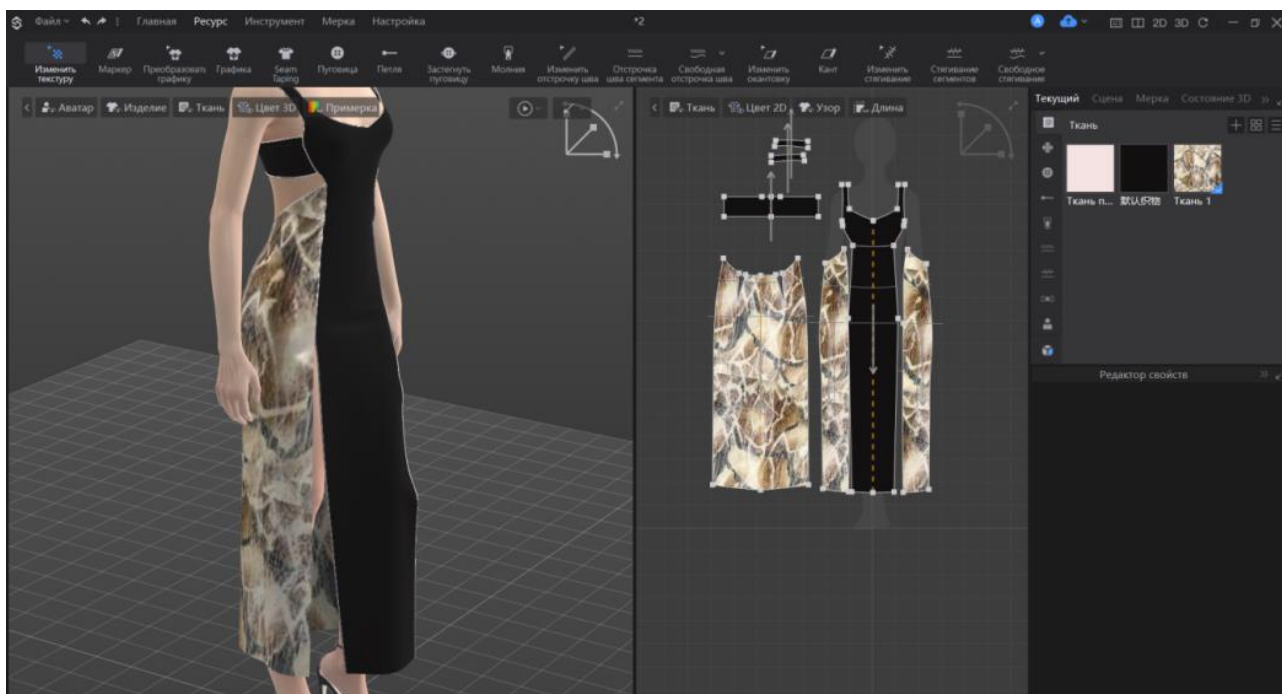 Файл
Главная Ресурс Инструмент Мерка Настройка
*2
A
2D 3D
Изменить текстуру
Маркер
Преобразовать графику
Графика
Seam Taping
Пуговица
Петля
Застегнуть пуговицу
Молния
Изменить отстрочку шва
Отстрочка шва сегмента
Свободная отстрочка шва
Изменить окантовку
Кант
Изменить стягивание
Стягивание сегментов
Свободное стягивание
Аватар Изделие Ткань Цвет 3D Примерка
Ткань Цвет 2D Узор Длина
Текущий Сцена Мерка Состояние 3D
Ткань
Ткань п... 默认织物 Ткань 1
Редактор свойств